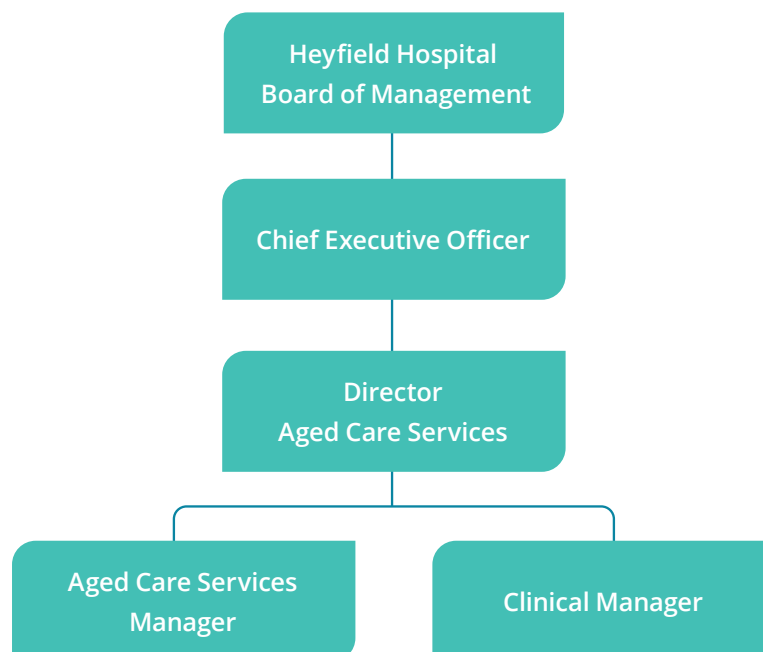 Heyfield Hospital
Board of Management
Chief Executive Officer
Director
Aged Care Services
Aged Care Services
Manager
Clinical Manager